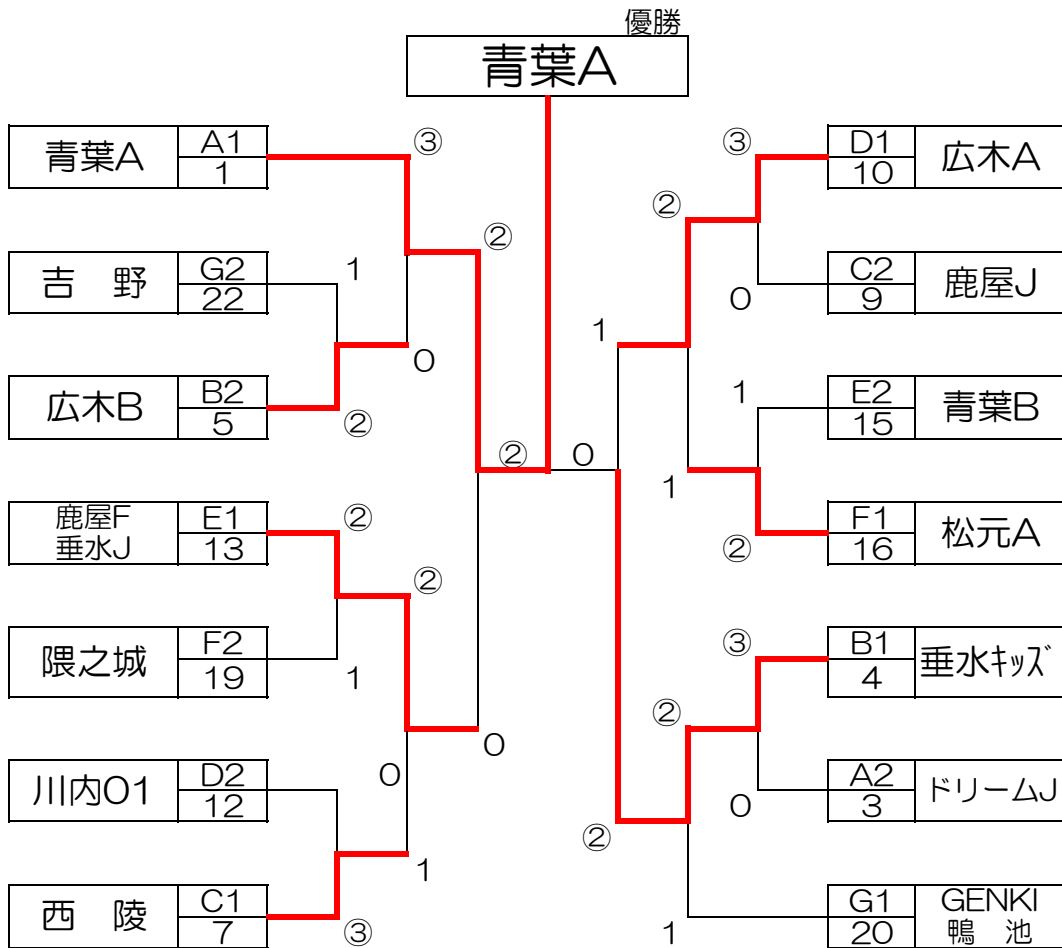 優勝
青葉A
青葉A A1 1
③
吉 野 G2 22
1
広木B B2 5
②
0
②
鹿屋F
垂水J
E1 13
②
隈之城 F2 19
1
②
川内01 D2 12
0
西 陵 C1 7
③
1
0
②
0
③
D1 10 広木A
②
C2 9 鹿屋J
0
1
1
E2 15 青葉B
1
F1 16 松元A
②
③
B1 4 垂水キッズ
②
A2 3 ドリームJ
0
②
G1 20
GENKI
鴨 池
1